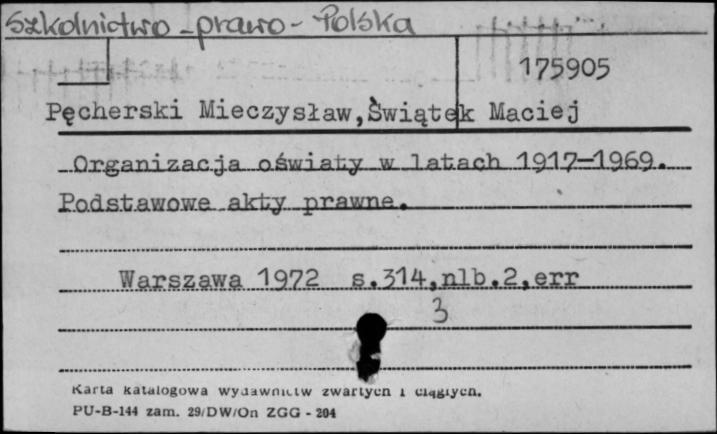 Szkolnictwo - prawo - Polska
175905
Pęcherski Mieczysław, Świątek Maciej
Organizacja oświaty w latach 1917-1969.
Podstawowe akty prawne.
Warszawa 1972 s.314,nlb.2,err
3
Karta katalogowa wydawnictw zwartych i ciągłych.
PU-B-144 zam. 29/DW/On ZGG - 204